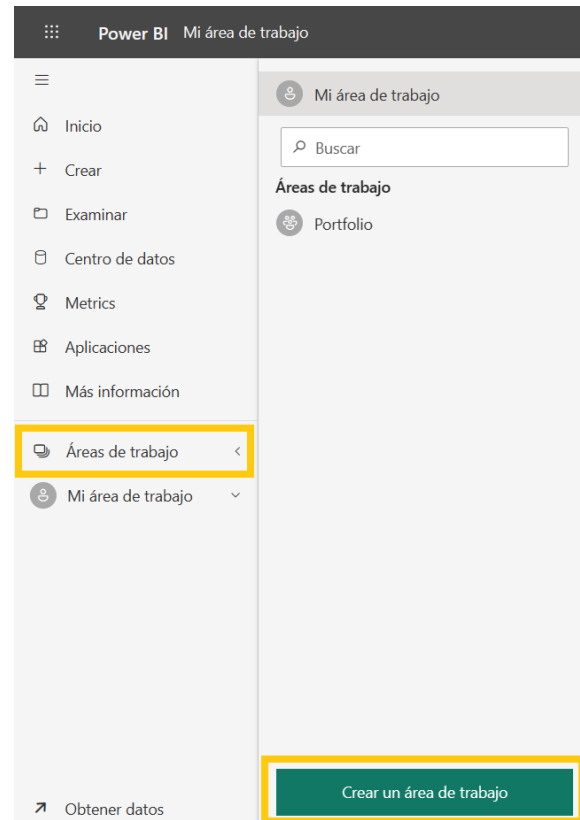 Power BI Mi área de trabajo
Inicio
Crear
Examinar
Centro de datos
Metrics
Aplicaciones
Más información
Áreas de trabajo
Mi área de trabajo
Obtener datos
Mi área de trabajo
Buscar
Áreas de trabajo
Portfolio
Crear un área de trabajo